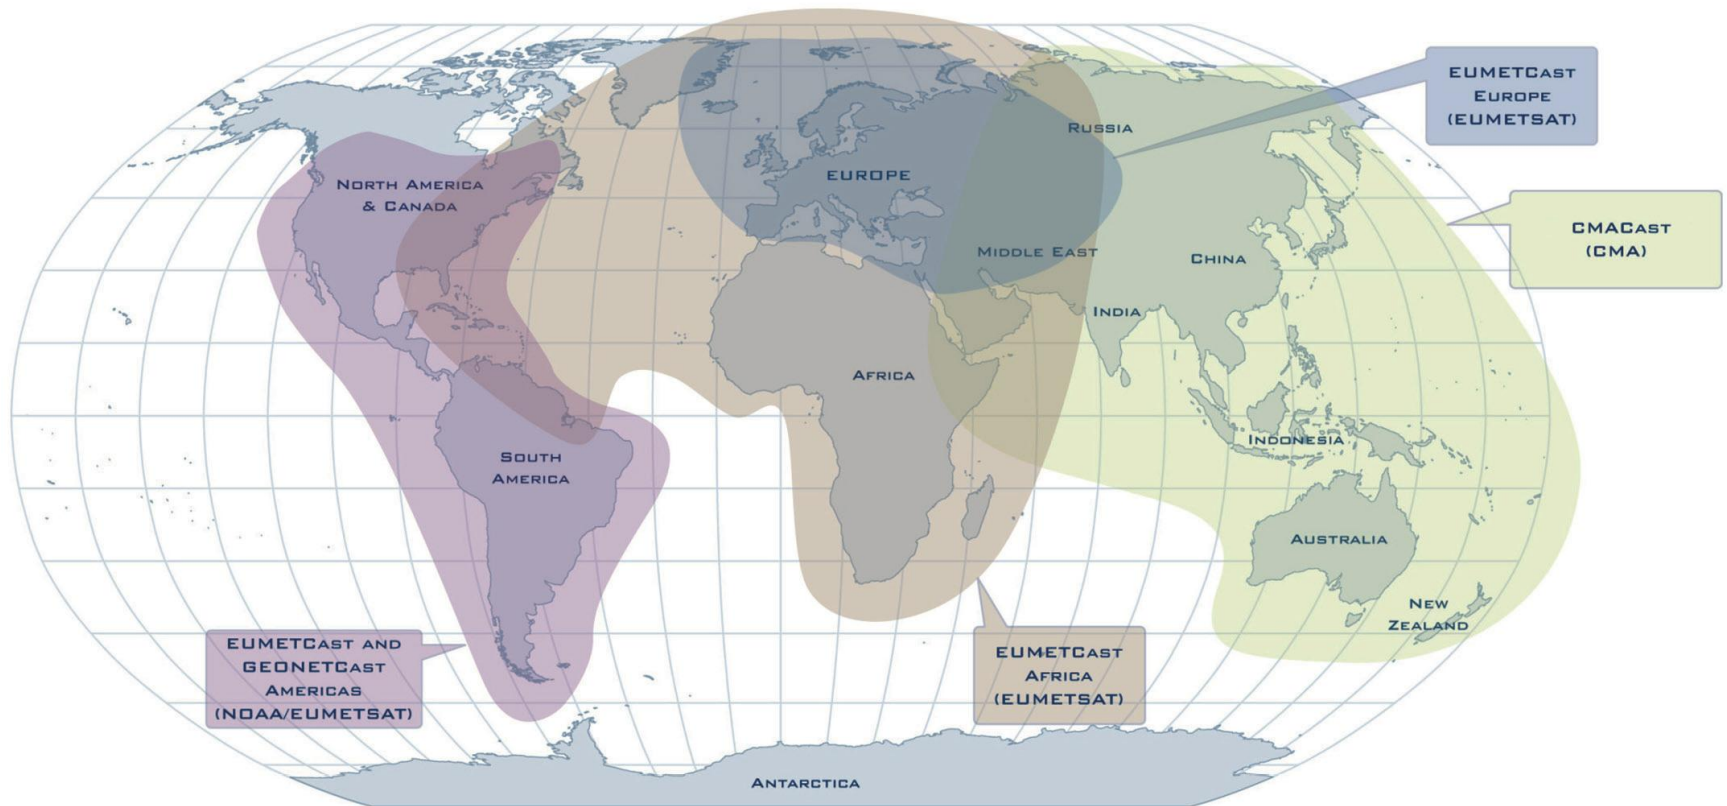 EUMETCast
Europe
(EUMETSAT)
Russia
EUROPE
North America
& Canada
CMACast
(CMA)
Middle East
China
India
Africa
Indonesia
South
America
Australia
New
Zealand
EUMETCast and
GEONETCast
Americas
(NOAA/EUMETSAT)
EUMETCast
Africa
(EUMETSAT)
Antarctica